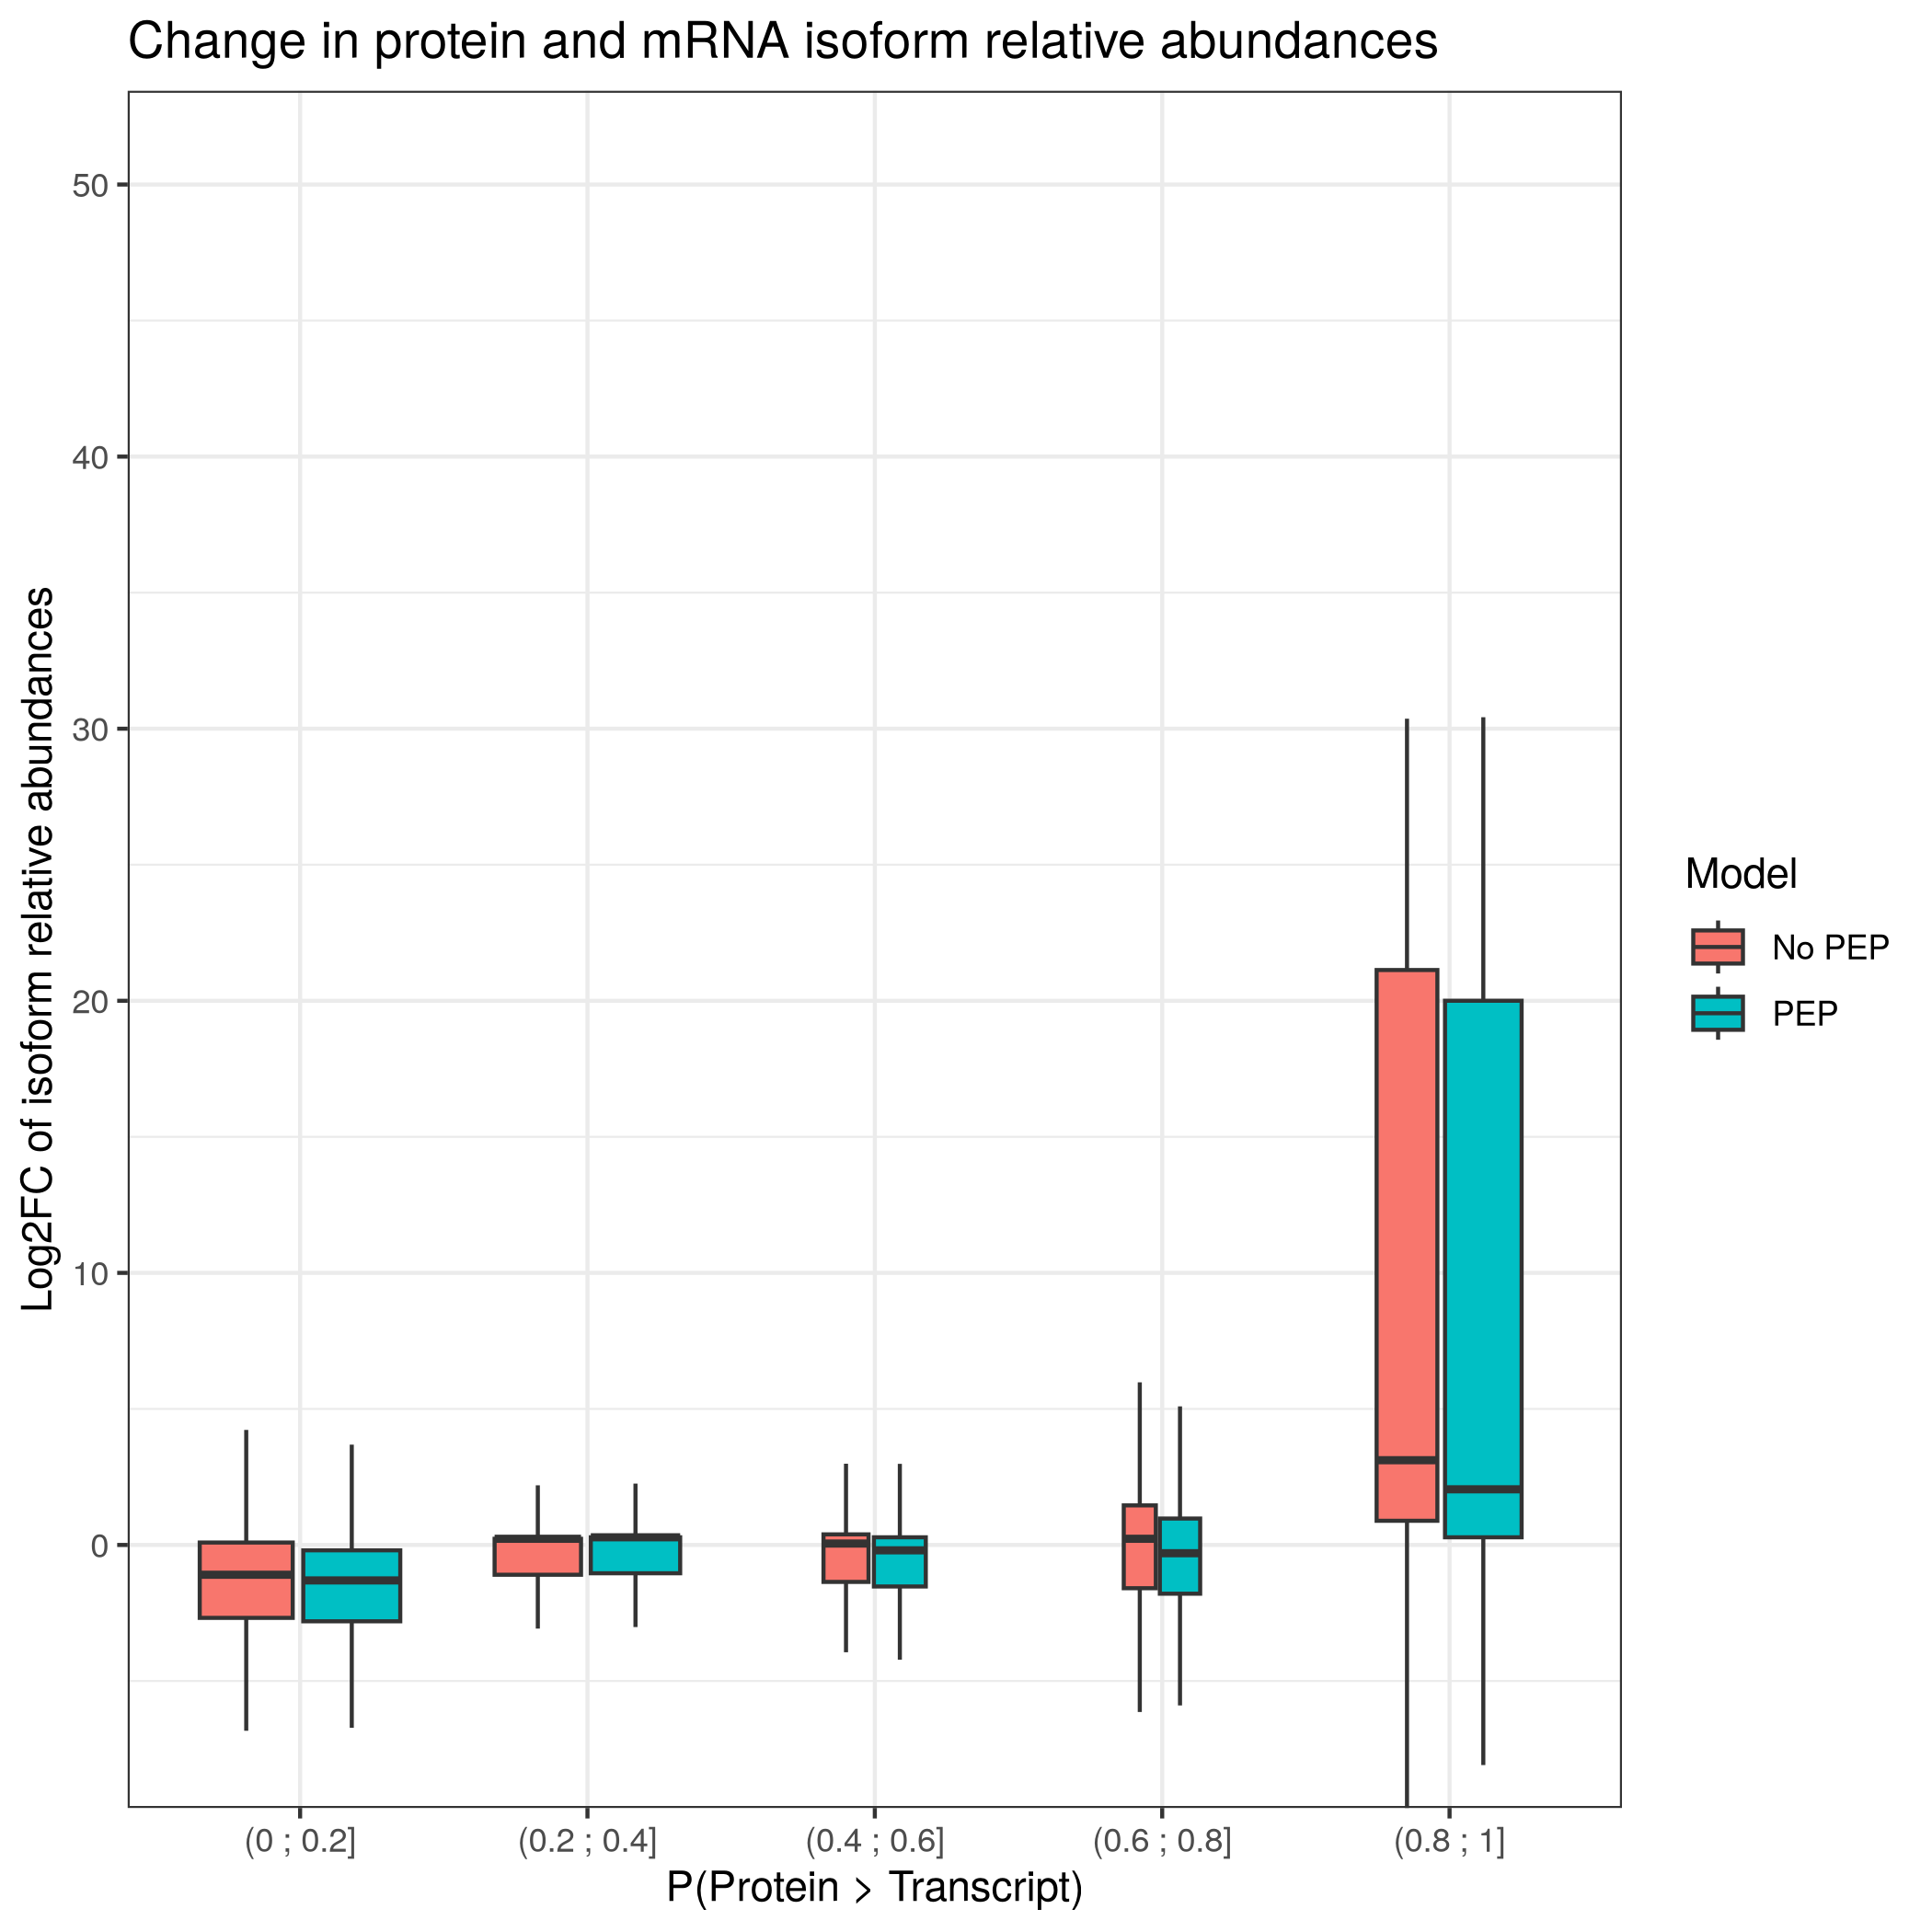 Change in protein and mRNA isoform relative abundances
Log2FC of isoform relative abundances
50
40
30
20
10
0
(0 ; 0.2]
(0.2 ; 0.4]
(0.4 ; 0.6]
(0.6 ; 0.8]
(0.8 ; 1]
P(Protein > Transcript)
Model
No PEP
PEP